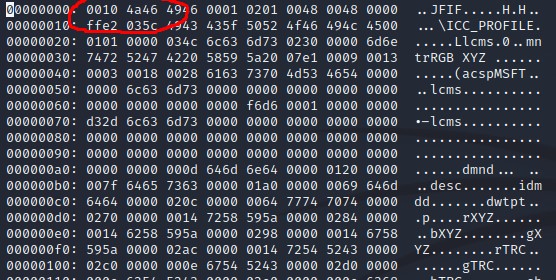 0010 4a46 0001 0201 0048 0048 0000 ..JFIF.....H.H..
00000010: ffe2 035c 4943 435f 5052 4f46 494c 4500 ...\ICC_PROFILE.
00000020: 0101 0000 034c 6c63 6d73 0230 0000 6d6e .....Llcms.0..mn
00000030: 7472 5247 4220 5859 5a20 07e1 0009 0013 trRGB XYZ ......
00000040: 0003 0018 0028 6163 7370 4d53 4654 0000 .....(acspMSFT..
00000050: 0000 6c63 6d73 0000 0000 0000 0000 0000 ..lcms..........
00000060: 0000 0000 0000 0000 f6d6 0001 0000 0000 ................
00000070: d32d 6c63 6d73 0000 0000 0000 0000 0000 .-lcms..........
00000080: 0000 0000 0000 0000 0000 0000 0000 0000 ................
00000090: 0000 0000 0000 0000 0000 0000 0000 0000 ................
000000a0: 0000 0000 000d 646d 6e64 0000 0120 0000 ......dmnd... ..
000000b0: 007f 6465 7363 0000 01a0 0000 0069 646d ..desc.......idm
000000c0: 6464 0000 020c 0000 0064 7774 7074 0000 dd.......dwtpt..
000000d0: 0270 0000 0014 7258 595a 0000 0284 0000 .p....rXYZ......
000000e0: 0014 6258 595a 0000 0298 0000 0014 6758 ..bXYZ........gX
000000f0: 595a 0000 02ac 0000 0014 7254 5243 0000 YZ........rTRC..
00000100: 02c0 0000 000e 6754 5243 0000 02d0 0000 ......gTRC......